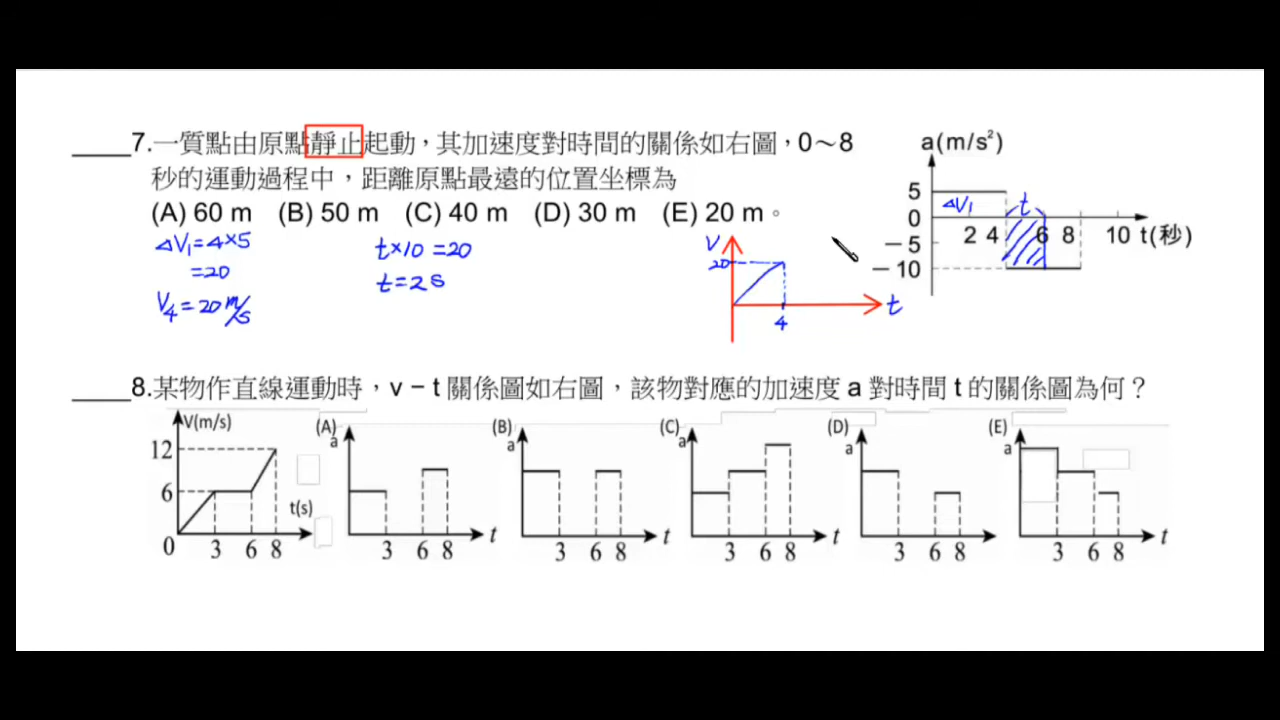 ____7.一質點由原點靜止起動，其加速度對時間的關係如右圖，0～8
秒的運動過程中，距離原點最遠的位置坐標為
(A) 60 m (B) 50 m (C) 40 m (D) 30 m (E) 20 m。
a(m/s²)
5
0
－5
－10
2 4 6 8 10 t(秒)
ΔV₁
t
ΔV₁=4×5
=20
V₄=20 m/s
t×10=20
t=2s
V
20
4
t
____8.某物作直線運動時，v－t 關係圖如右圖，該物對應的加速度 a 對時間 t 的關係圖為何？
V(m/s)
12
6
0 3 6 8
t(s)
(A)
a
3 6 8 t
(B)
a
3 6 8 t
(C)
a
3 6 8 t
(D)
a
3 6 8 t
(E)
a
3 6 8 t